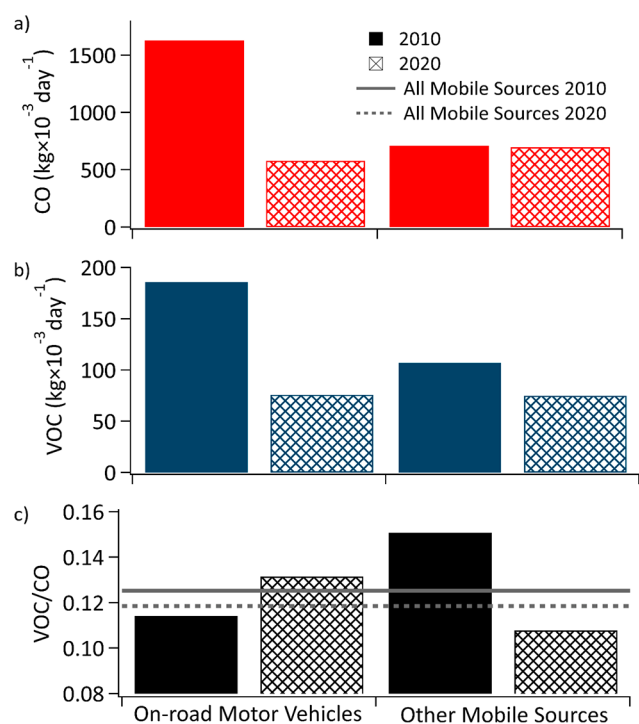 a)
2010
2020
All Mobile Sources 2010
All Mobile Sources 2020
CO (kg×10⁻³ day⁻¹)
1500
1000
500
0
b)
VOC (kg×10⁻³ day⁻¹)
200
150
100
50
0
c)
VOC/CO
0.16
0.14
0.12
0.10
0.08
On-road Motor Vehicles
Other Mobile Sources